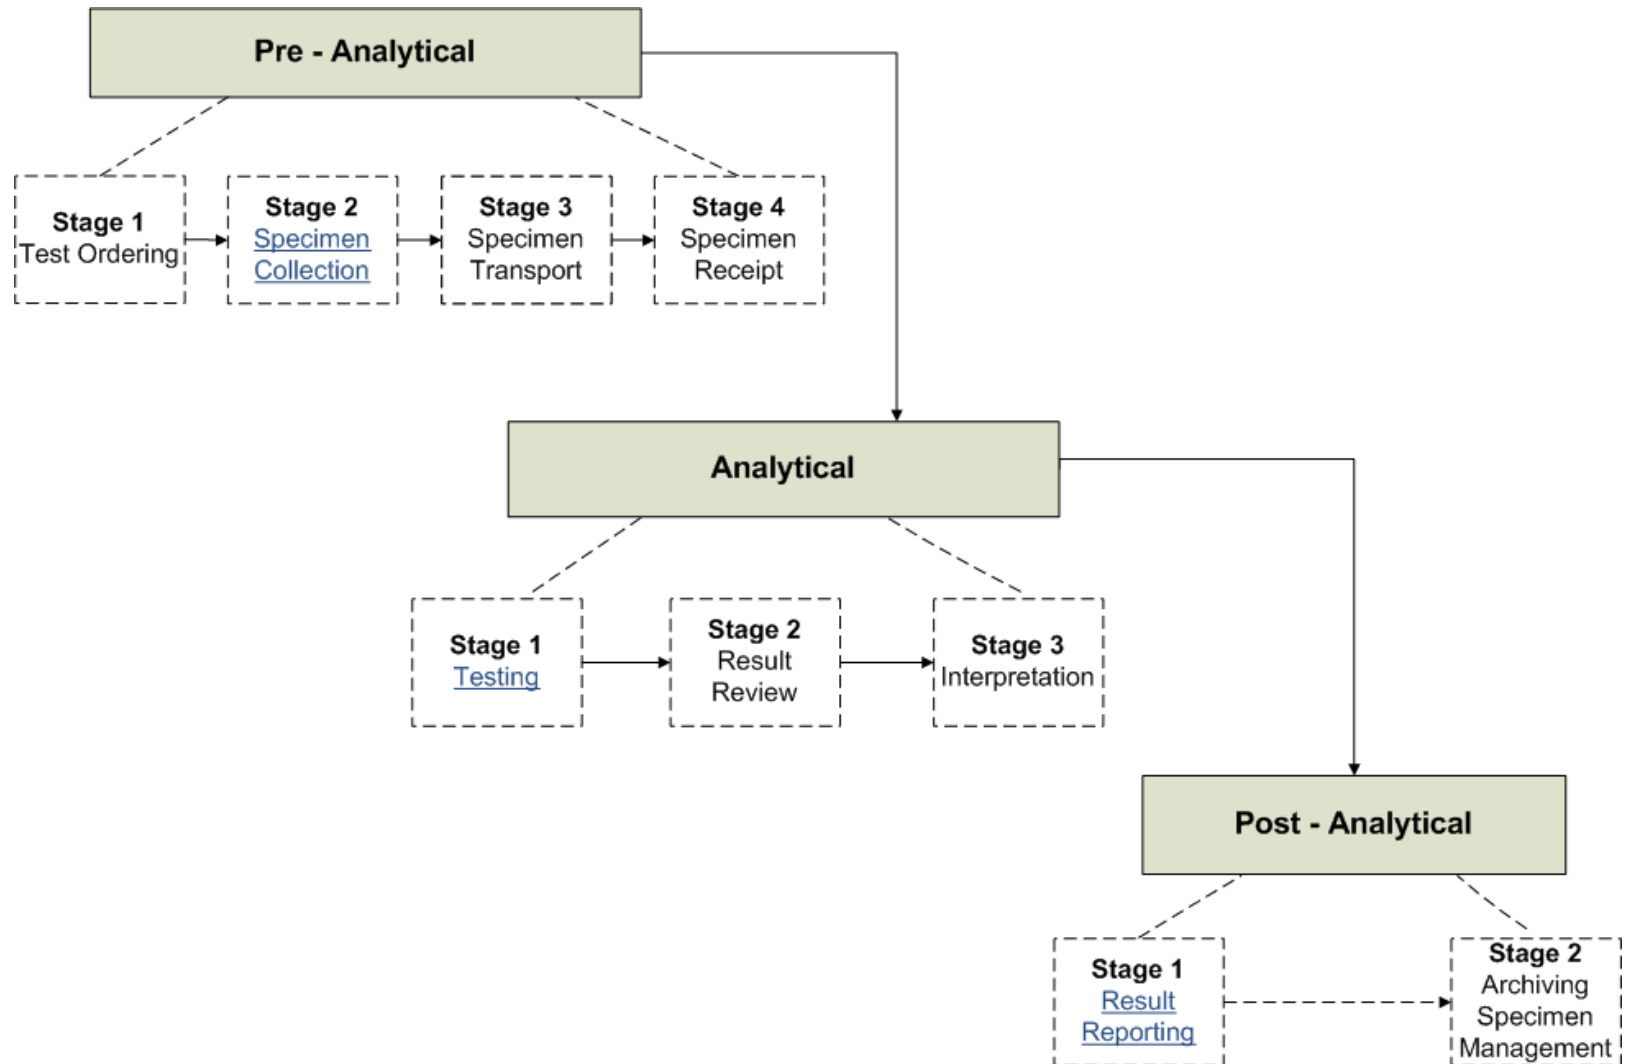 Pre - Analytical
Stage 1
Test Ordering
Stage 2
Specimen
Collection
Stage 3
Specimen
Transport
Stage 4
Specimen
Receipt
Analytical
Stage 1
Testing
Stage 2
Result
Review
Stage 3
Interpretation
Post - Analytical
Stage 1
Result
Reporting
Stage 2
Archiving
Specimen
Management